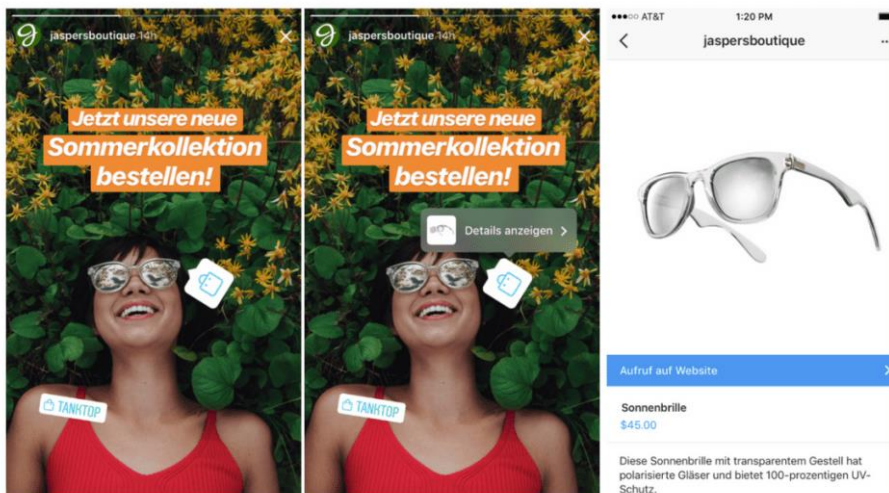 jaspersboutique 14h
Jetzt unsere neue
Sommerkollektion
bestellen!
TANKTOP
jaspersboutique 14h
Jetzt unsere neue
Sommerkollektion
bestellen!
Details anzeigen
TANKTOP
AT&T 1:20 PM
jaspersboutique
Aufruf auf Website
Sonnenbrille
$45.00
Diese Sonnenbrille mit transparentem Gestell hat
polarisierte Gläser und bietet 100-prozentigen UV-
Schutz.